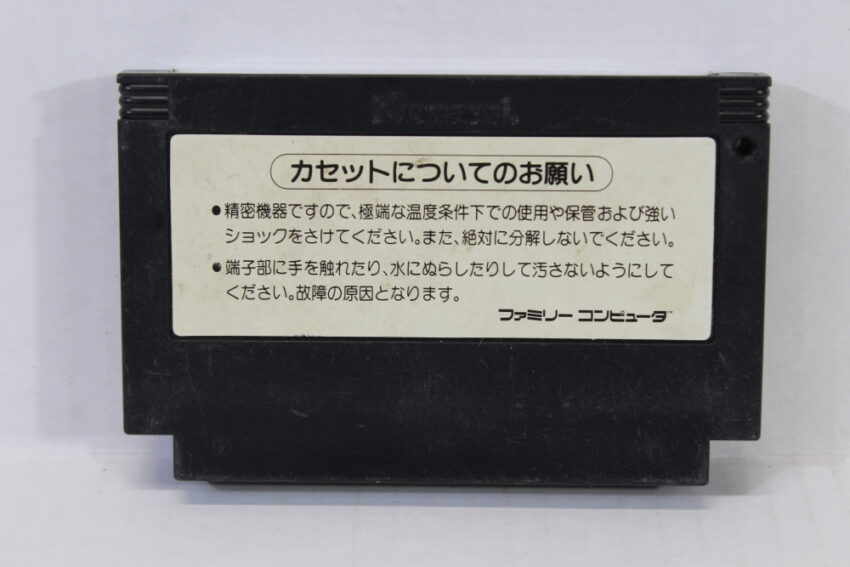 カセットについてのお願い
●精密機器ですので、極端な温度条件下での使用や保管および強い
ショックをさけてください。また、絶対に分解しないでください。
●端子部に手を触れたり、水にぬらしたりして汚さないようにして
ください。故障の原因となります。
ファミリー コンピュータ™